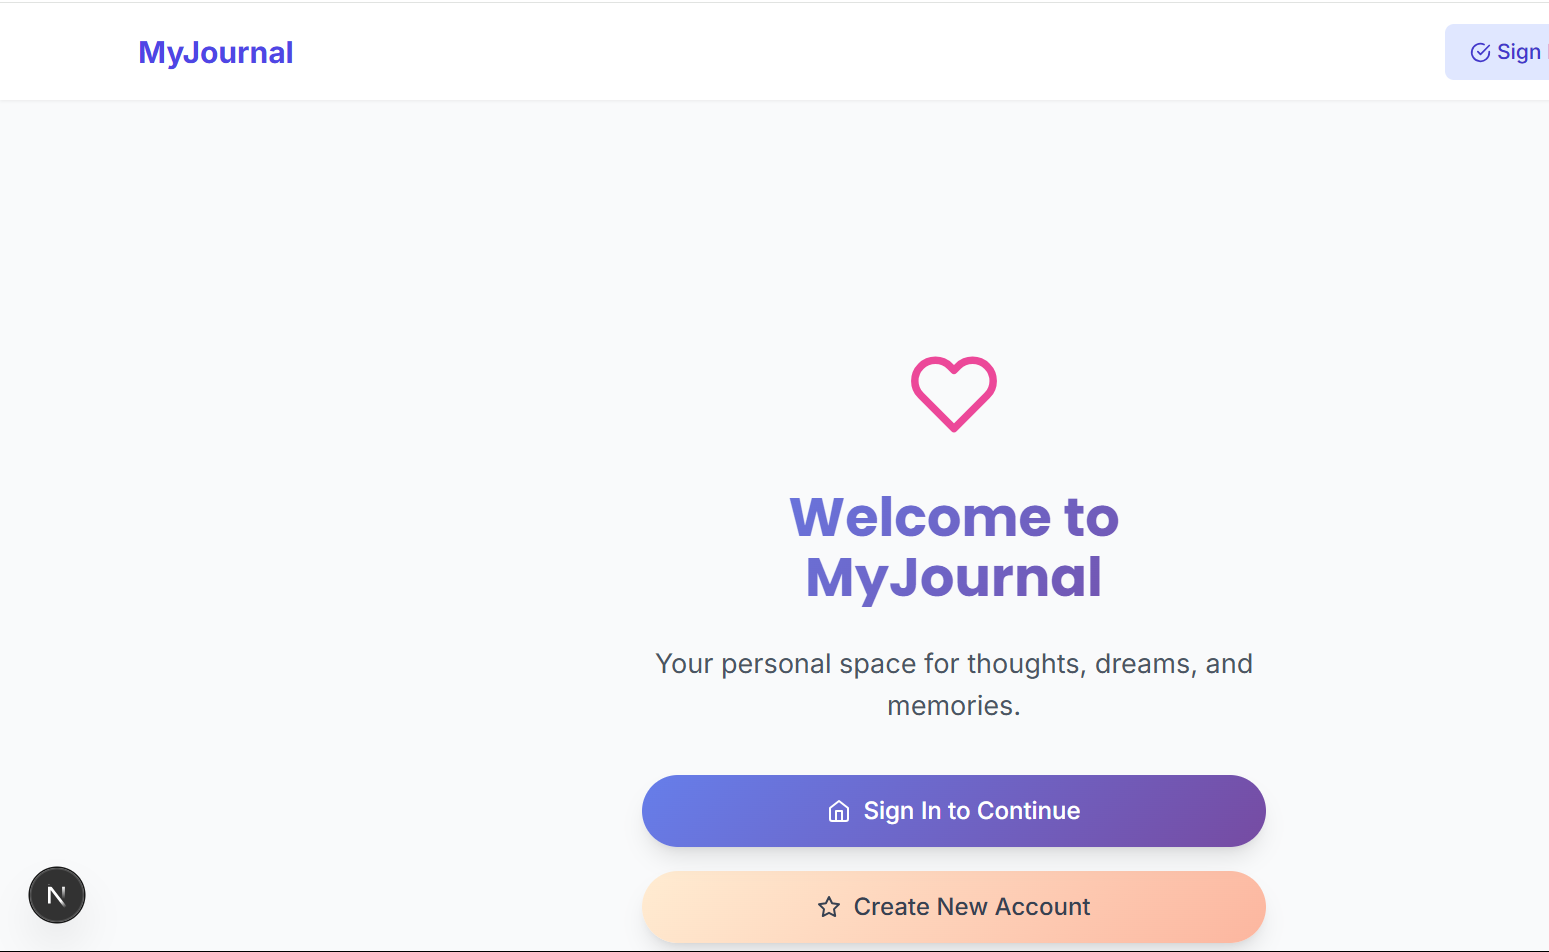 MyJournal
Sign
Welcome to
MyJournal
Your personal space for thoughts, dreams, and
memories.
Sign In to Continue
Create New Account
N